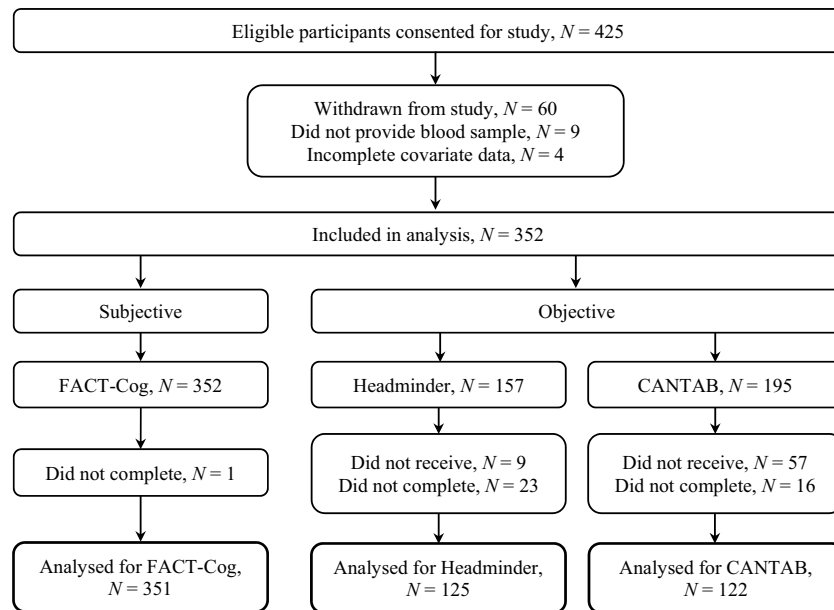 Eligible participants consented for study, N = 425
Withdrawn from study, N = 60
Did not provide blood sample, N = 9
Incomplete covariate data, N = 4
Included in analysis, N = 352
Subjective
Objective
FACT-Cog, N = 352
Headminder, N = 157
CANTAB, N = 195
Did not complete, N = 1
Did not receive, N = 9
Did not complete, N = 23
Did not receive, N = 57
Did not complete, N = 16
Analysed for FACT-Cog,
N = 351
Analysed for Headminder,
N = 125
Analysed for CANTAB,
N = 122